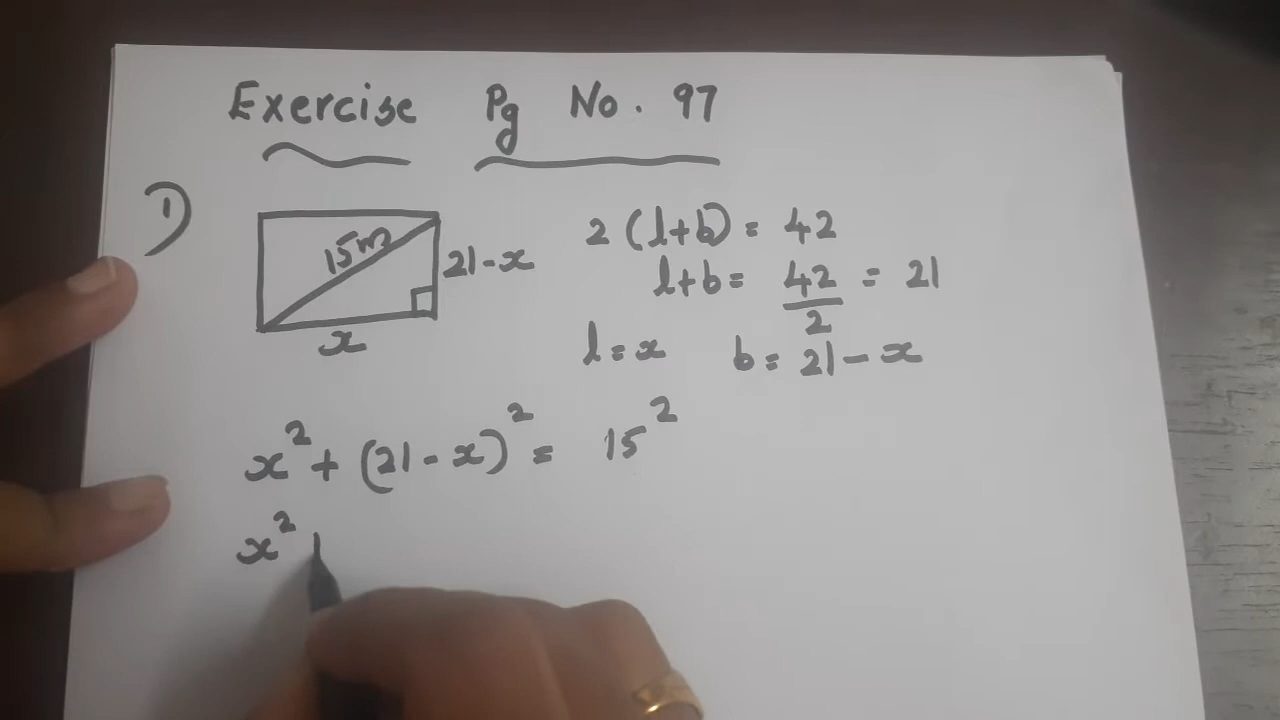 Exercise Pg No. 97
1)
15m
21-x
x
2 (l+b) = 42
l+b = 42/2 = 21
l = x b = 21 - x
x² + (21 - x)² = 15²
x²